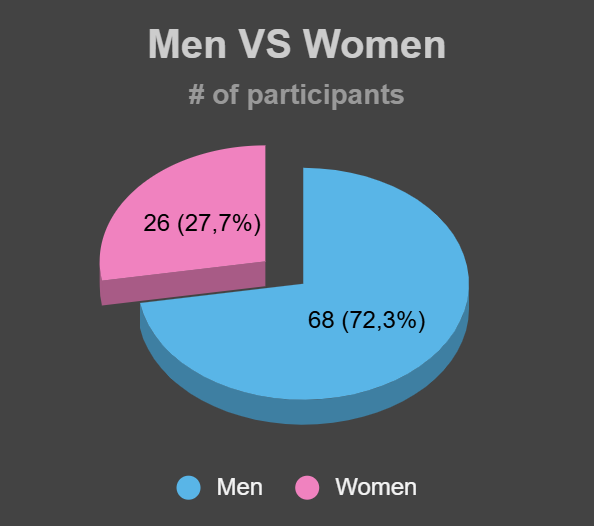 Men VS Women
# of participants
26 (27,7%)
68 (72,3%)
Men
Women